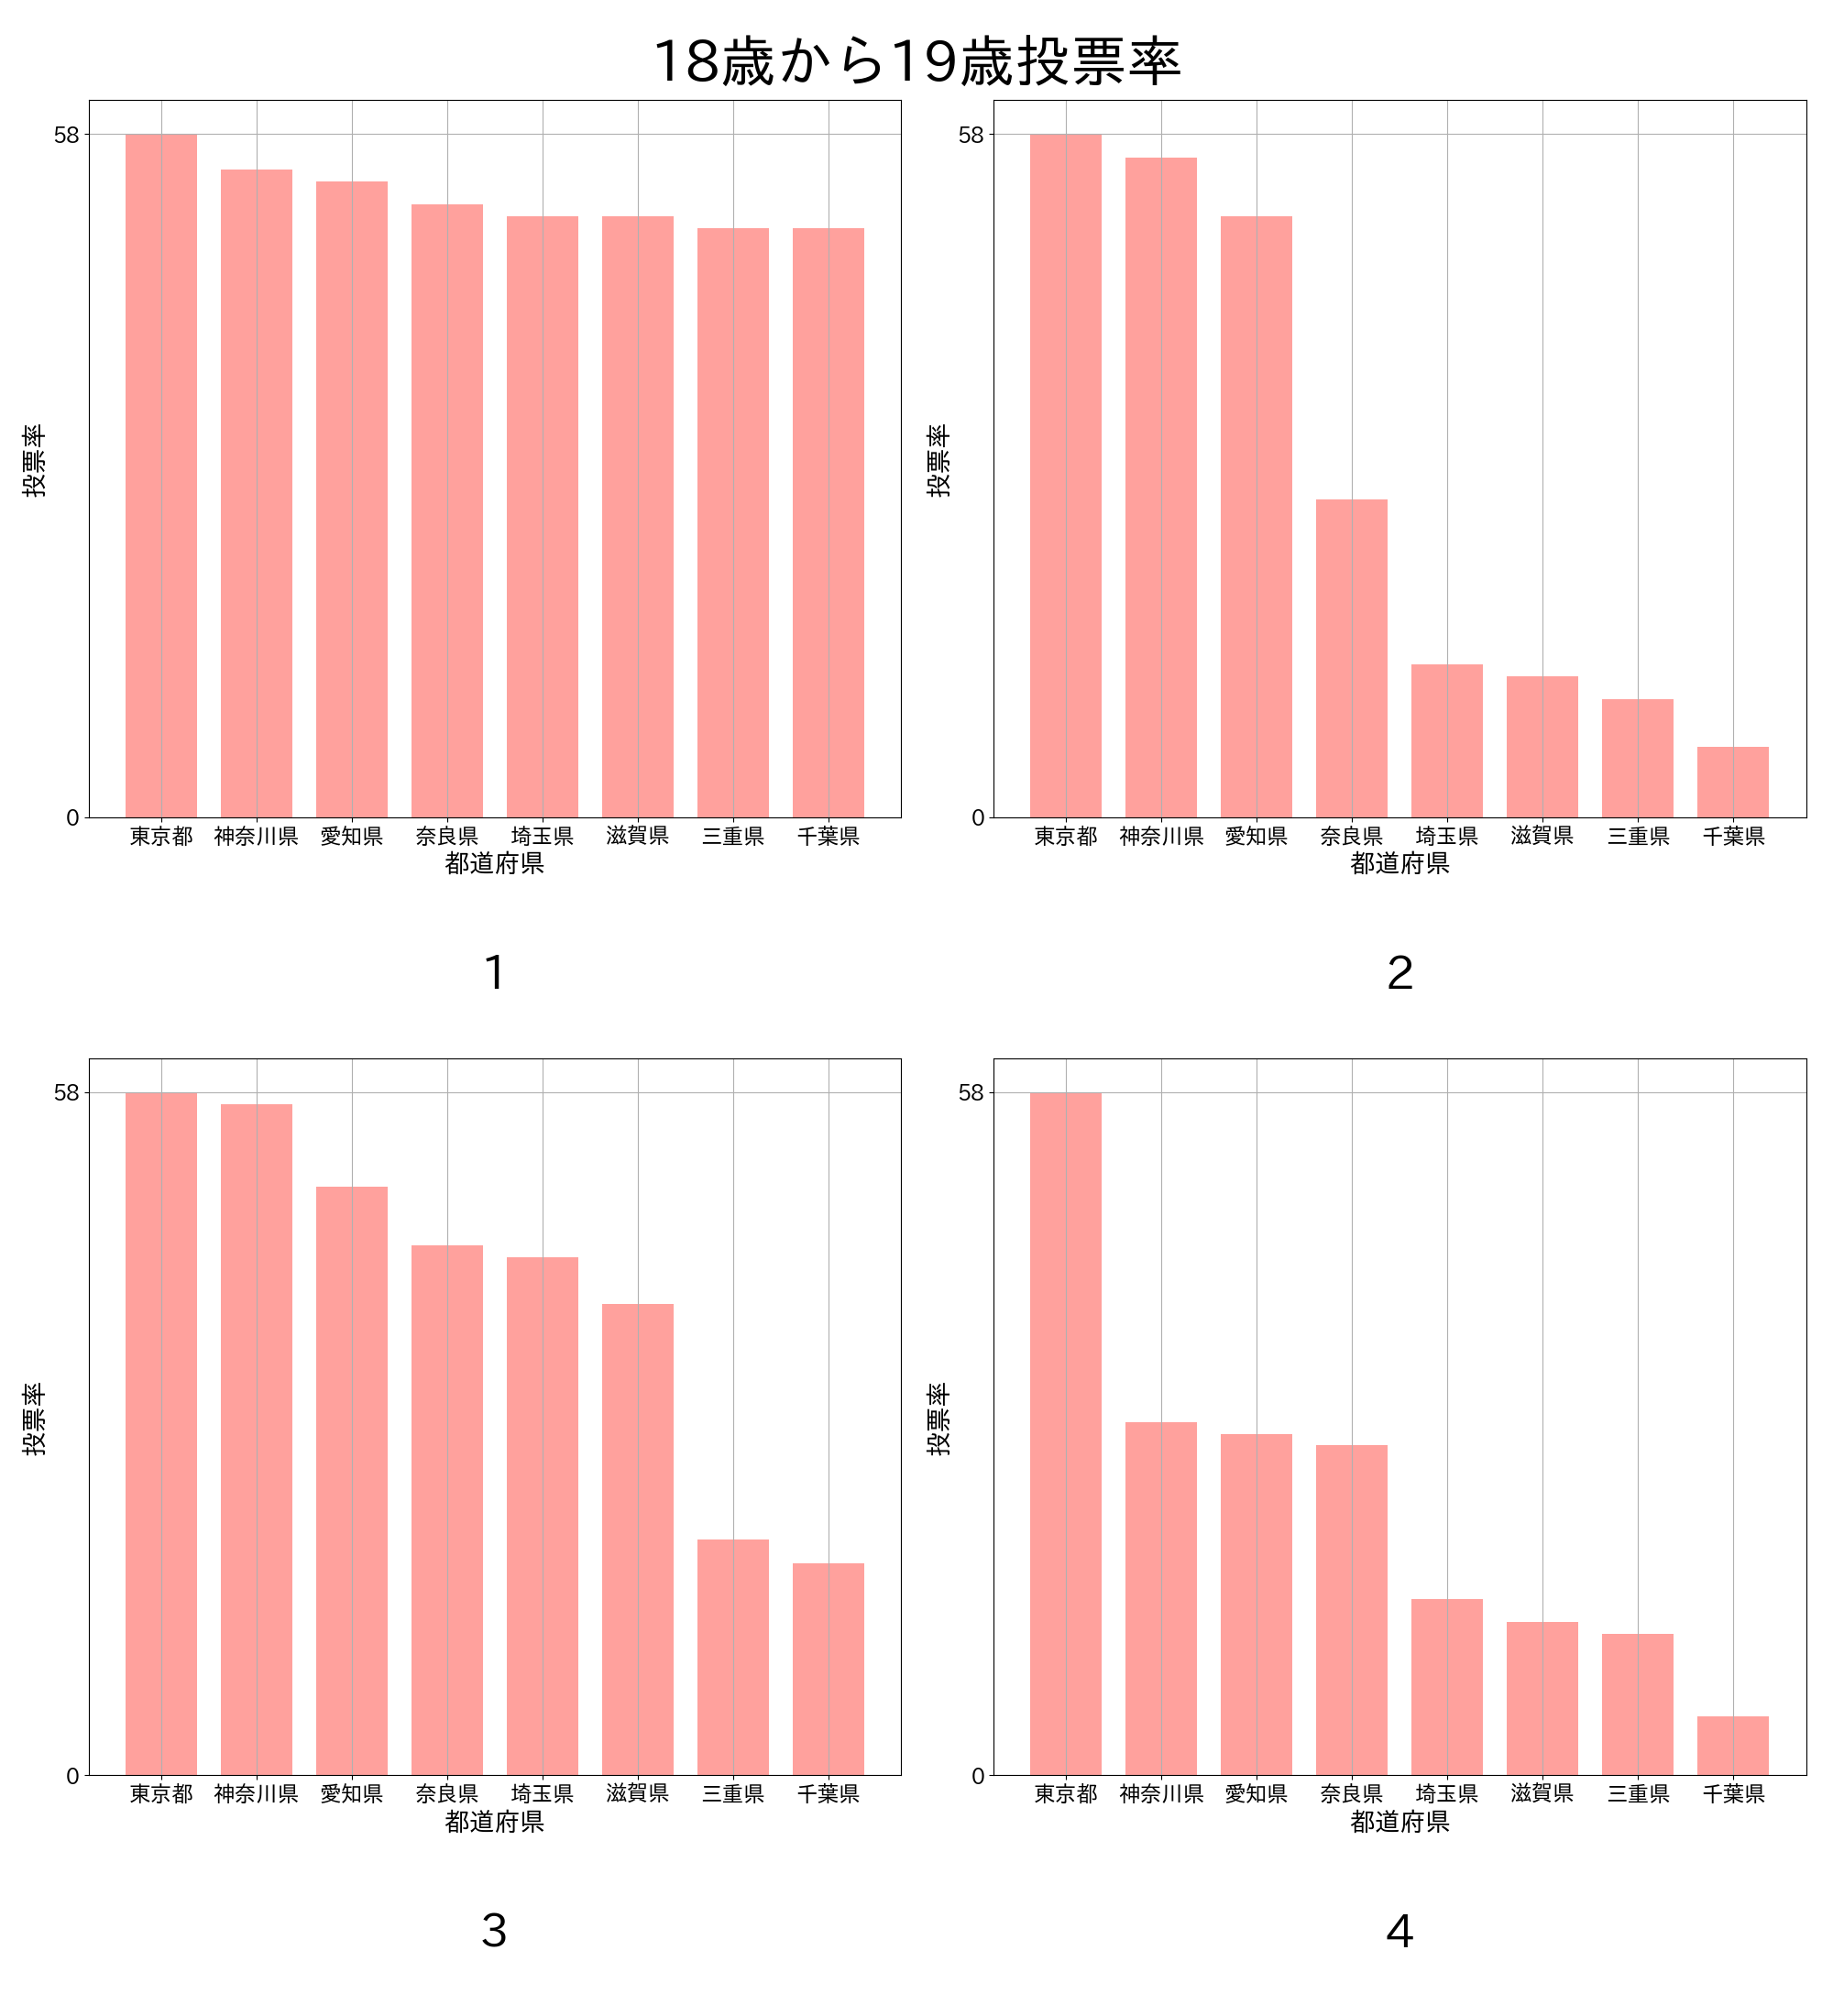 18歳から19歳投票率
58
0
投票率
東京都 神奈川県 愛知県 奈良県 埼玉県 滋賀県 三重県 千葉県
都道府県
1
58
0
投票率
東京都 神奈川県 愛知県 奈良県 埼玉県 滋賀県 三重県 千葉県
都道府県
2
58
0
投票率
東京都 神奈川県 愛知県 奈良県 埼玉県 滋賀県 三重県 千葉県
都道府県
3
58
0
投票率
東京都 神奈川県 愛知県 奈良県 埼玉県 滋賀県 三重県 千葉県
都道府県
4